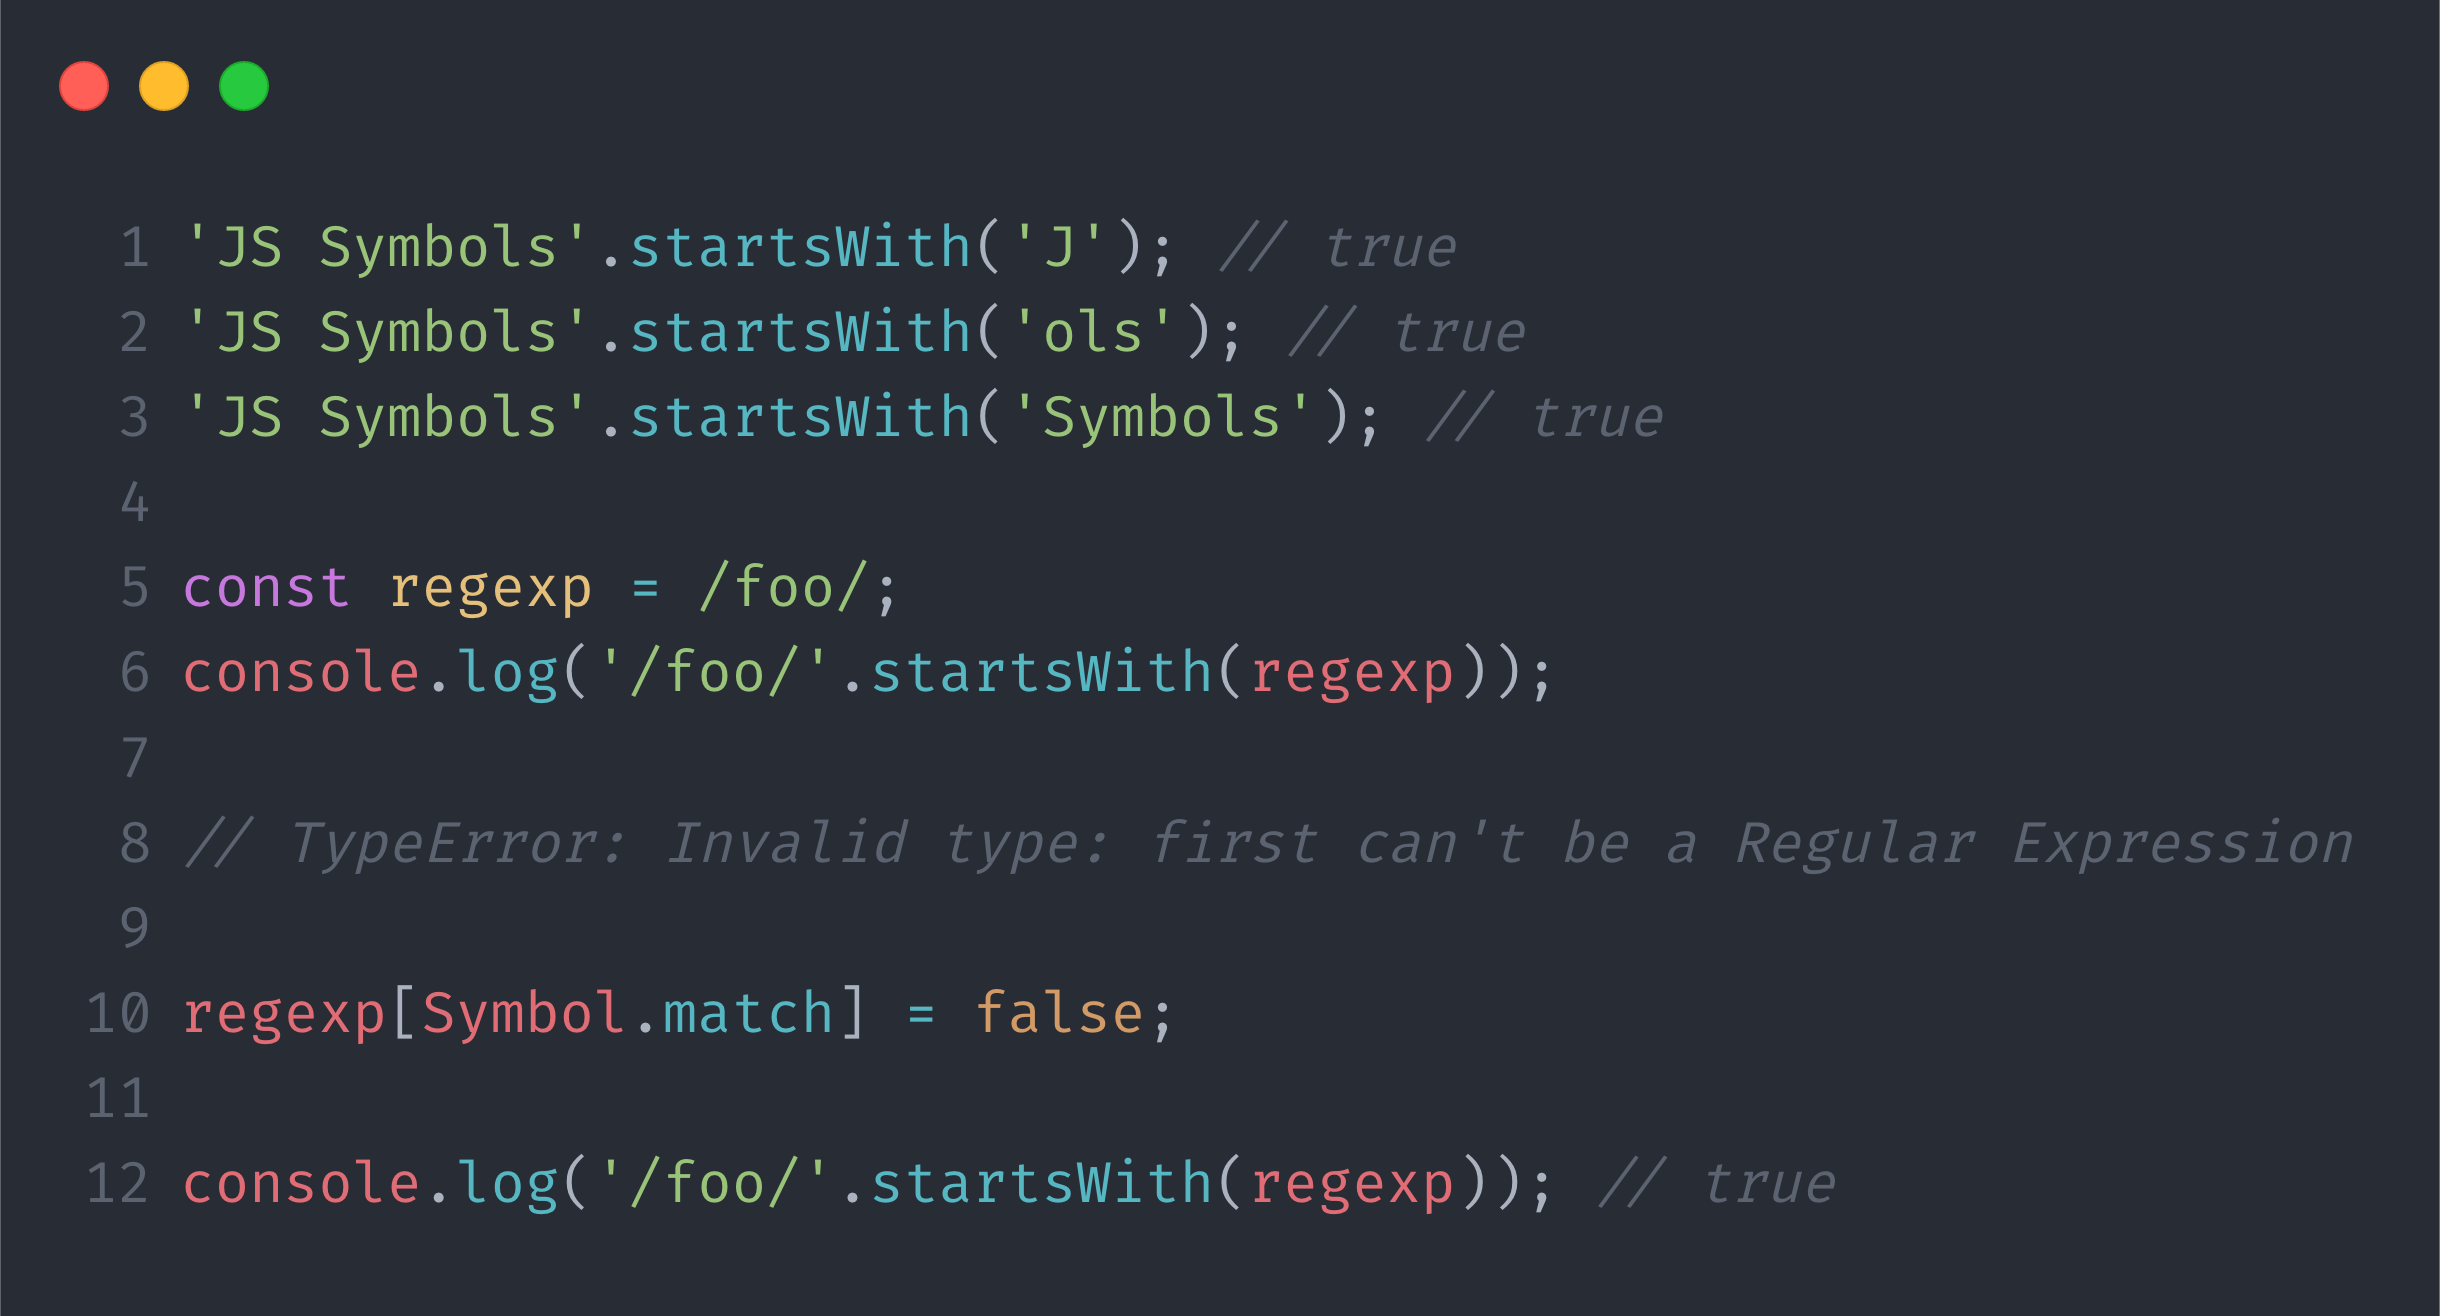 1 'JS Symbols'.startsWith('J'); // true
2 'JS Symbols'.startsWith('ols'); // true
3 'JS Symbols'.startsWith('Symbols'); // true
4
5 const regexp = /foo/;
6 console.log('/foo/'.startsWith(regexp));
7
8 // TypeError: Invalid type: first can't be a Regular Expression
9
10 regexp[Symbol.match] = false;
11
12 console.log('/foo/'.startsWith(regexp)); // true